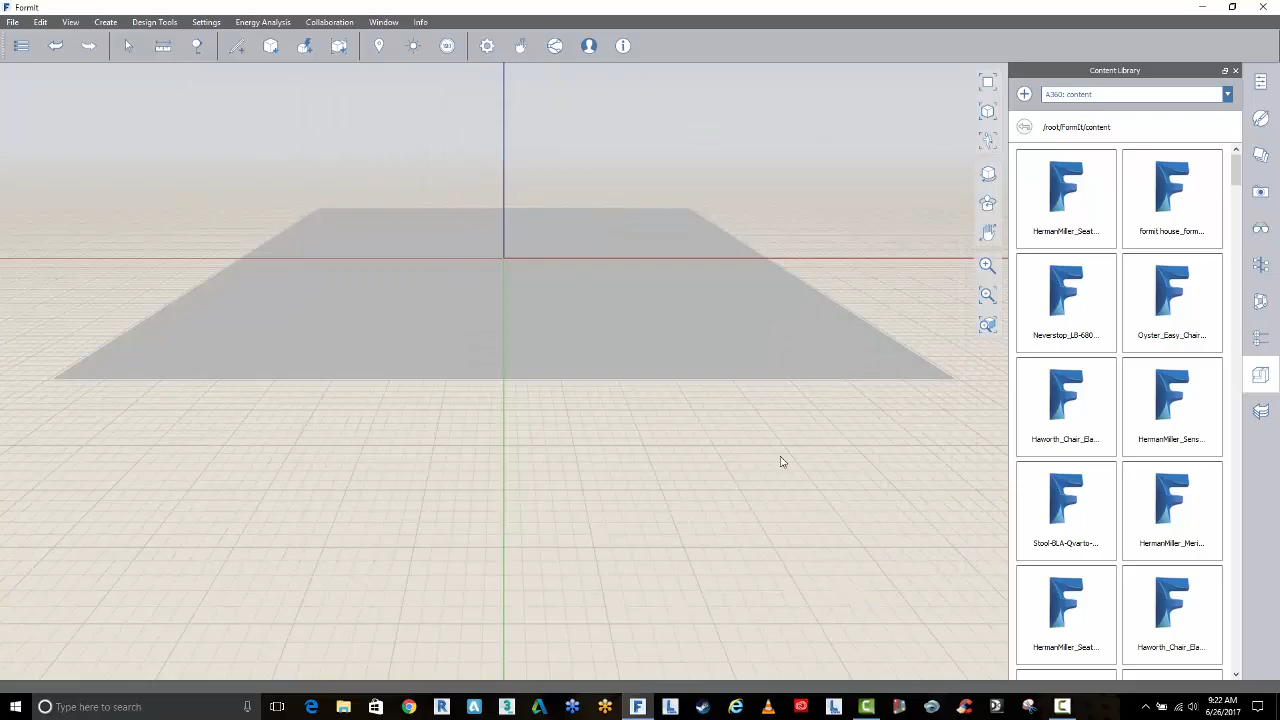 FormIt
File Edit View Create Design Tools Settings Energy Analysis Collaboration Window Info
Content Library
A360: content
/root/FormIt/content
HermanMiller_Seat...
formit house_form...
Neverstop_LB-680...
Oyster_Easy_Chair...
Haworth_Chair_Ela...
HermanMiller_Sens...
Stool-BLA-Qvarto-...
HermanMiller_Meri...
HermanMiller_Seat...
Haworth_Chair_Ela...
Type here to search
9:22 AM
6/26/2017